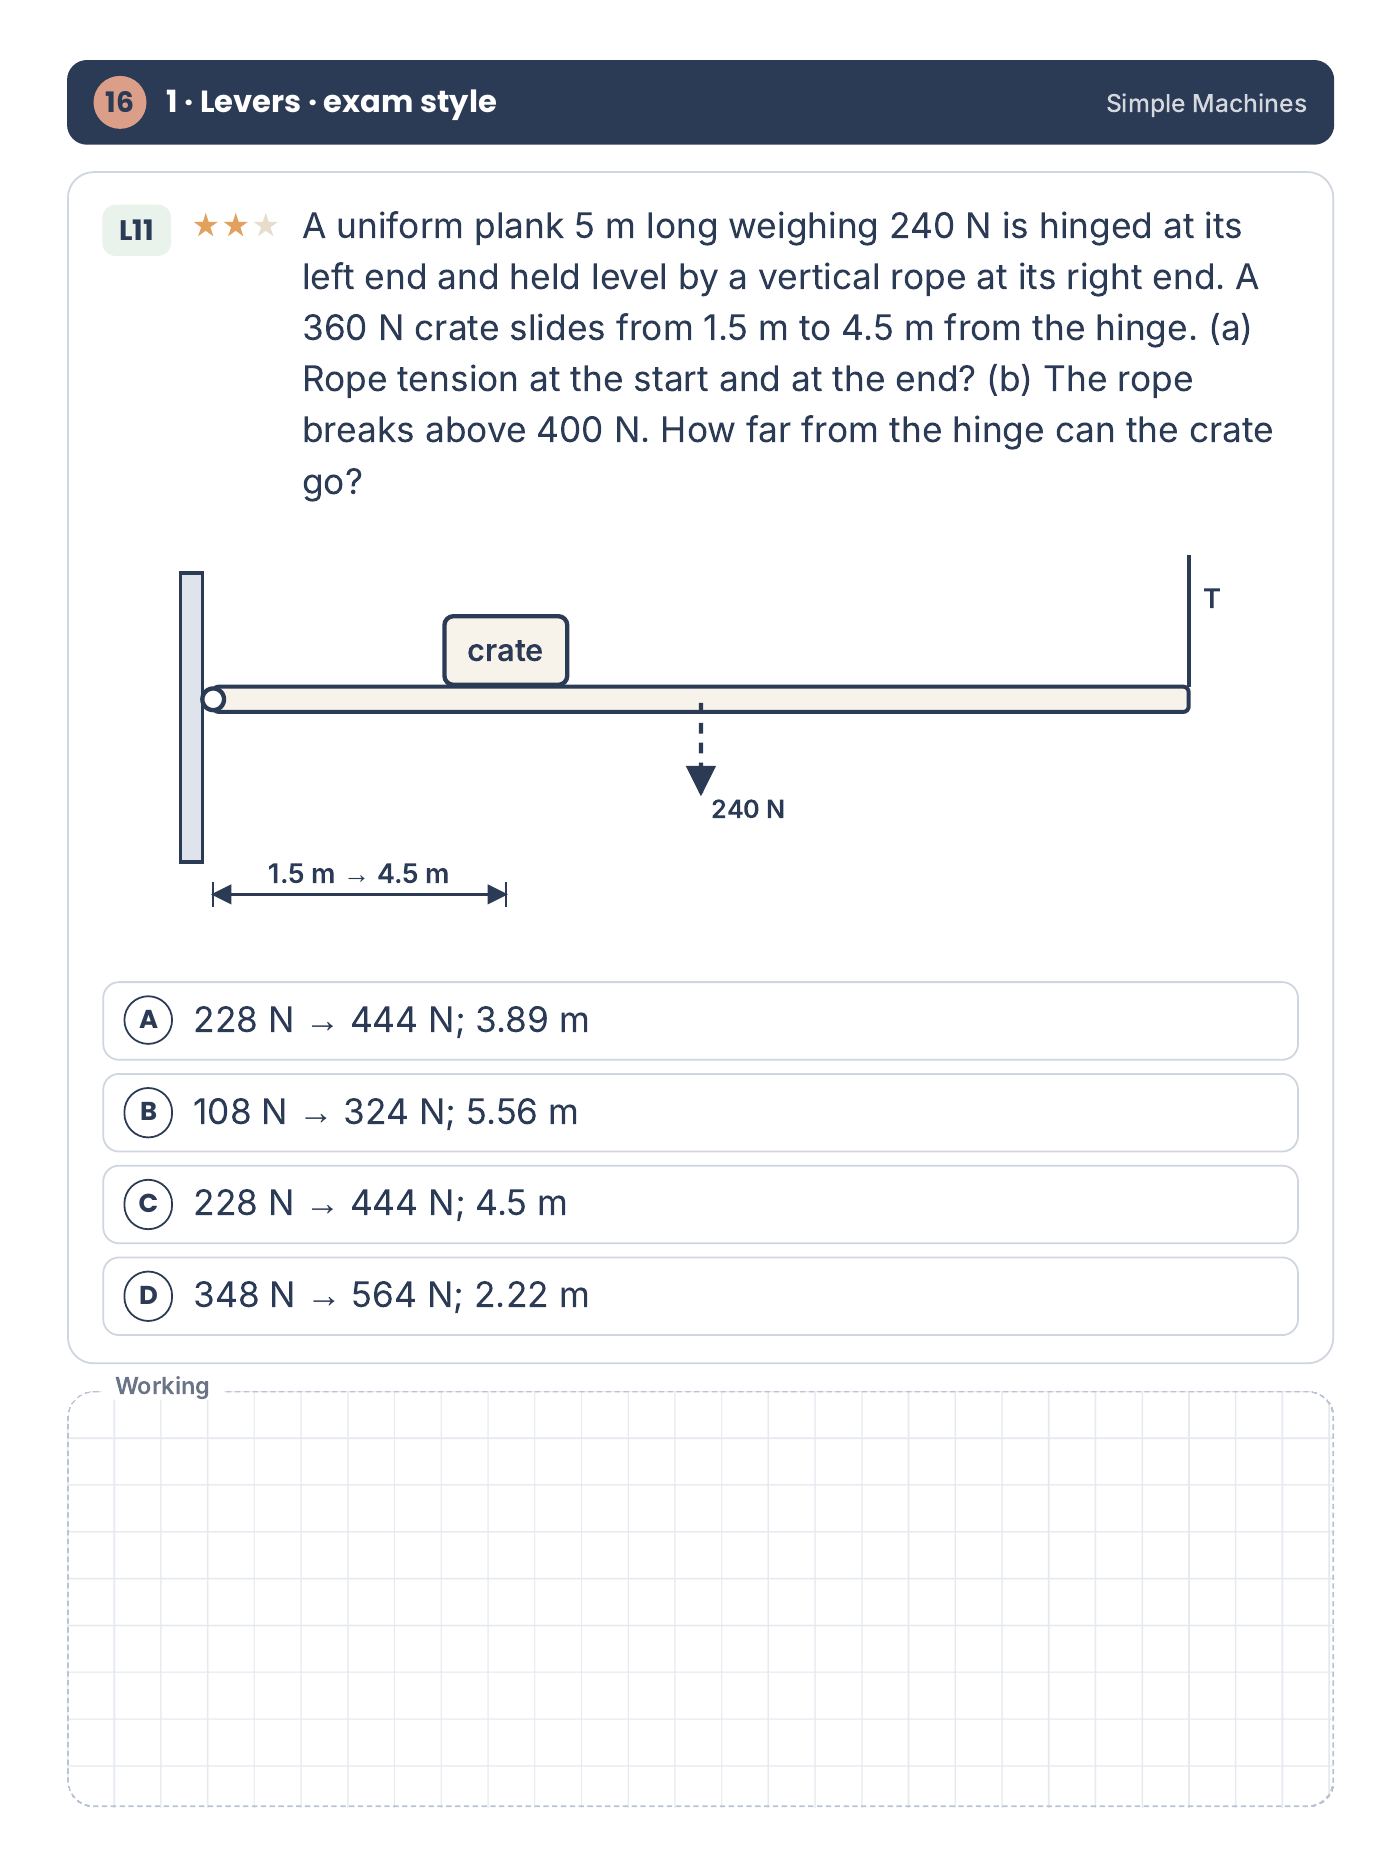 16 1 · Levers · exam style Simple Machines
L11 ★★★ A uniform plank 5 m long weighing 240 N is hinged at its
left end and held level by a vertical rope at its right end. A
360 N crate slides from 1.5 m to 4.5 m from the hinge. (a)
Rope tension at the start and at the end? (b) The rope
breaks above 400 N. How far from the hinge can the crate
go?
T
crate
240 N
1.5 m → 4.5 m
A 228 N → 444 N; 3.89 m
B 108 N → 324 N; 5.56 m
C 228 N → 444 N; 4.5 m
D 348 N → 564 N; 2.22 m
Working